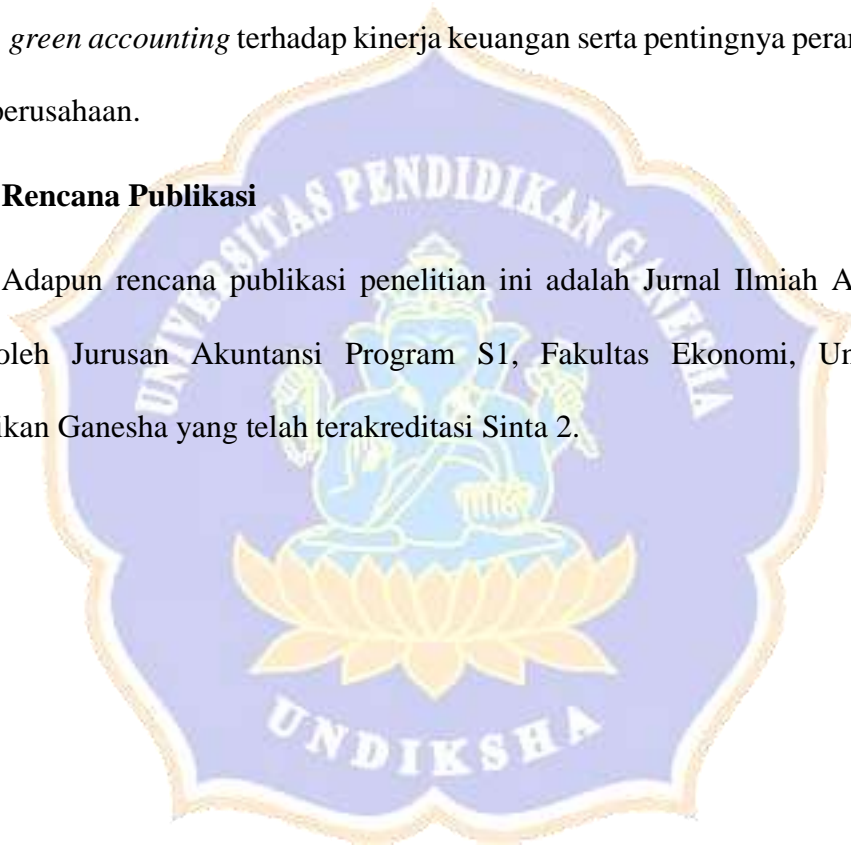 green accounting terhadap kinerja keuangan serta pentingnya peran
perusahaan.
Rencana Publikasi
Adapun rencana publikasi penelitian ini adalah Jurnal Ilmiah A
oleh Jurusan Akuntansi Program S1, Fakultas Ekonomi, Un
ikan Ganesha yang telah terakreditasi Sinta 2.
UNIVERSITAS PENDIDIKAN GANESHA
UNDIKSHA